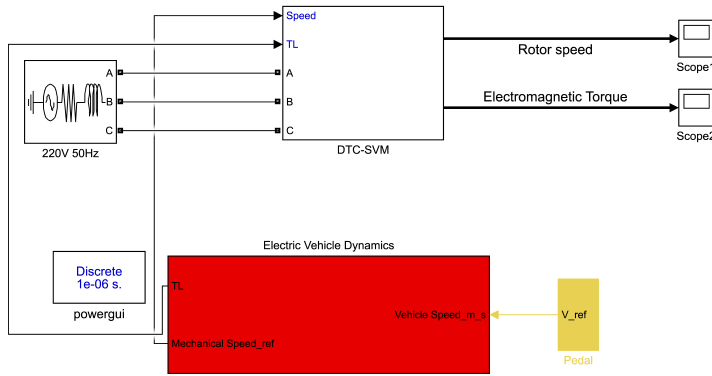 Speed
TL
A
B
C
A
B
C
220V 50Hz
DTC-SVM
Rotor speed
Electromagnetic Torque
Scope1
Scope2
Electric Vehicle Dynamics
Discrete
1e-06 s.
powergui
TL
Mechanical Speed_ref
Vehicle Speed_m_s
V_ref
Pedal